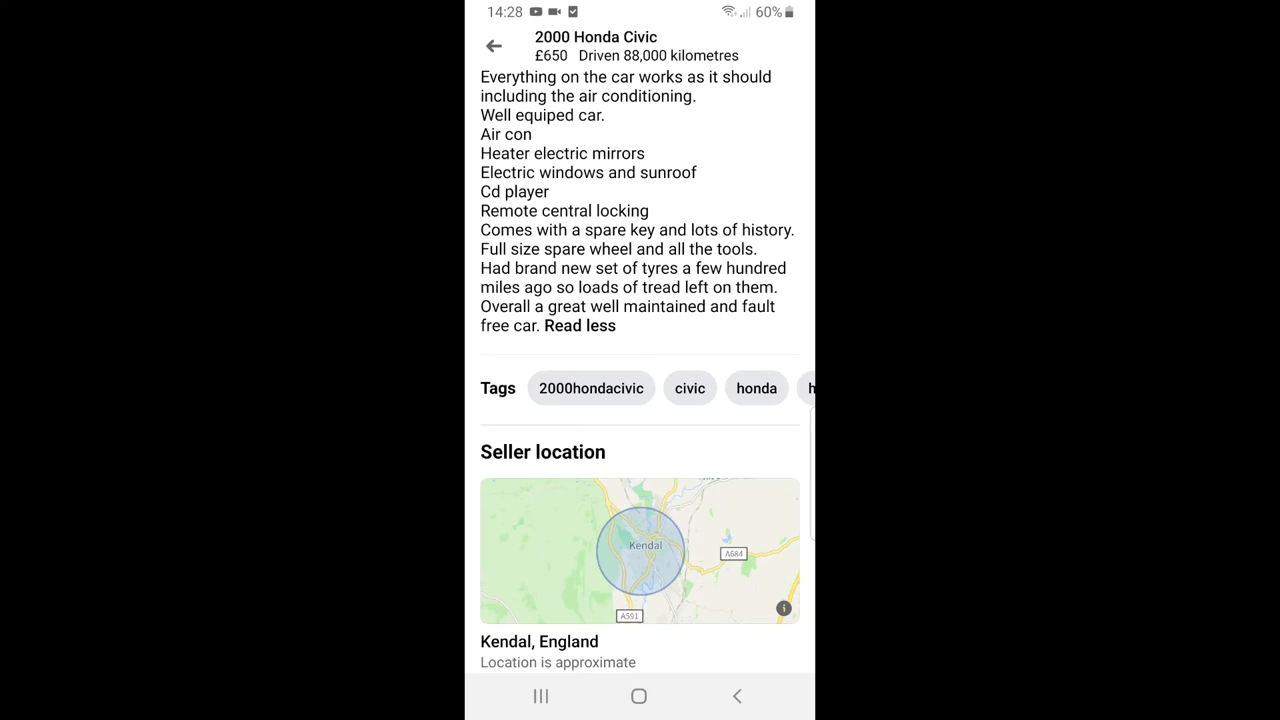 14:28 60%
2000 Honda Civic
£650 Driven 88,000 kilometres
Everything on the car works as it should
including the air conditioning.
Well equiped car.
Air con
Heater electric mirrors
Electric windows and sunroof
Cd player
Remote central locking
Comes with a spare key and lots of history.
Full size spare wheel and all the tools.
Had brand new set of tyres a few hundred
miles ago so loads of tread left on them.
Overall a great well maintained and fault
free car. Read less
Tags 2000hondacivic civic honda h
Seller location
Kendal
A684
A591
Kendal, England
Location is approximate